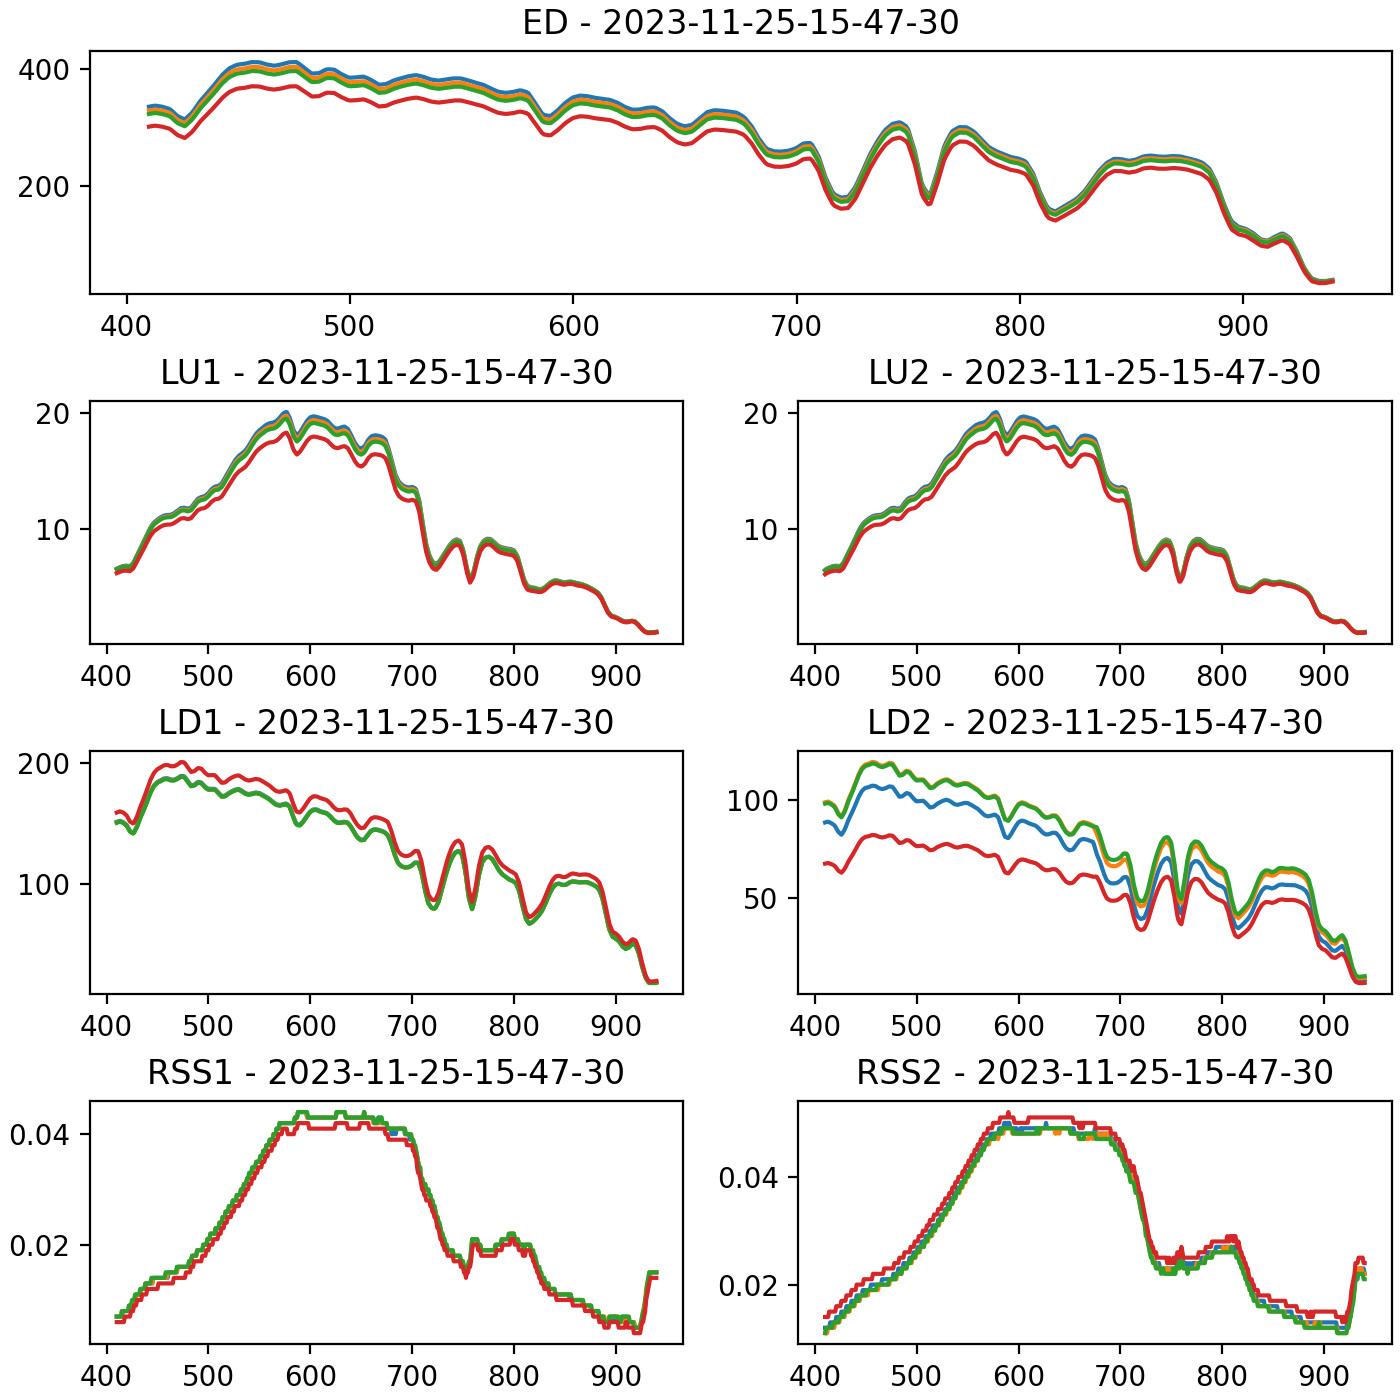 ED - 2023-11-25-15-47-30
400
200
400 500 600 700 800 900
LU1 - 2023-11-25-15-47-30
20
10
400 500 600 700 800 900
LU2 - 2023-11-25-15-47-30
20
10
400 500 600 700 800 900
LD1 - 2023-11-25-15-47-30
200
100
400 500 600 700 800 900
LD2 - 2023-11-25-15-47-30
100
50
400 500 600 700 800 900
RSS1 - 2023-11-25-15-47-30
0.04
0.02
400 500 600 700 800 900
RSS2 - 2023-11-25-15-47-30
0.04
0.02
400 500 600 700 800 900